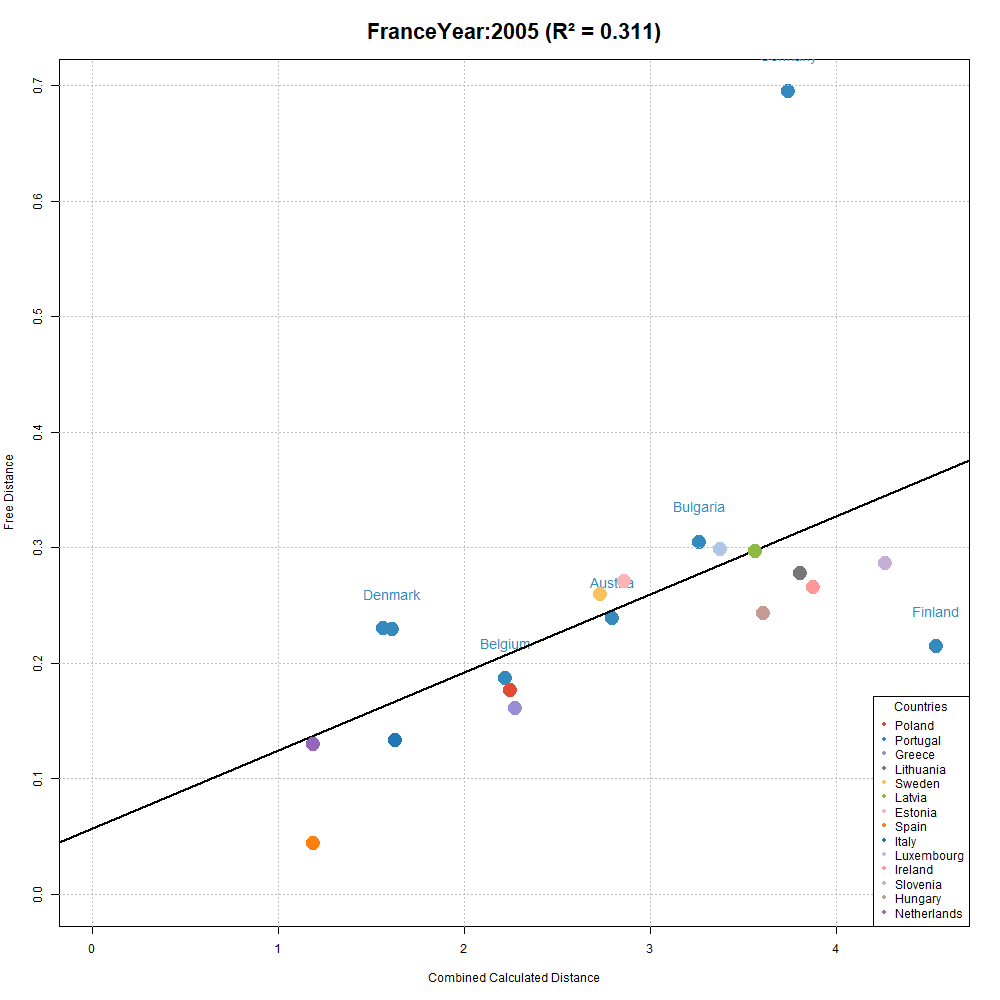 FranceYear:2005 (R² = 0.311)
0.7
0.6
0.5
0.4
0.3
0.2
0.1
0.0
Free Distance
Bulgaria
Austria
Denmark
Finland
Belgium
Countries
Poland
Portugal
Greece
Lithuania
Sweden
Latvia
Estonia
Spain
Italy
Luxembourg
Ireland
Slovenia
Hungary
Netherlands
0 1 2 3 4
Combined Calculated Distance